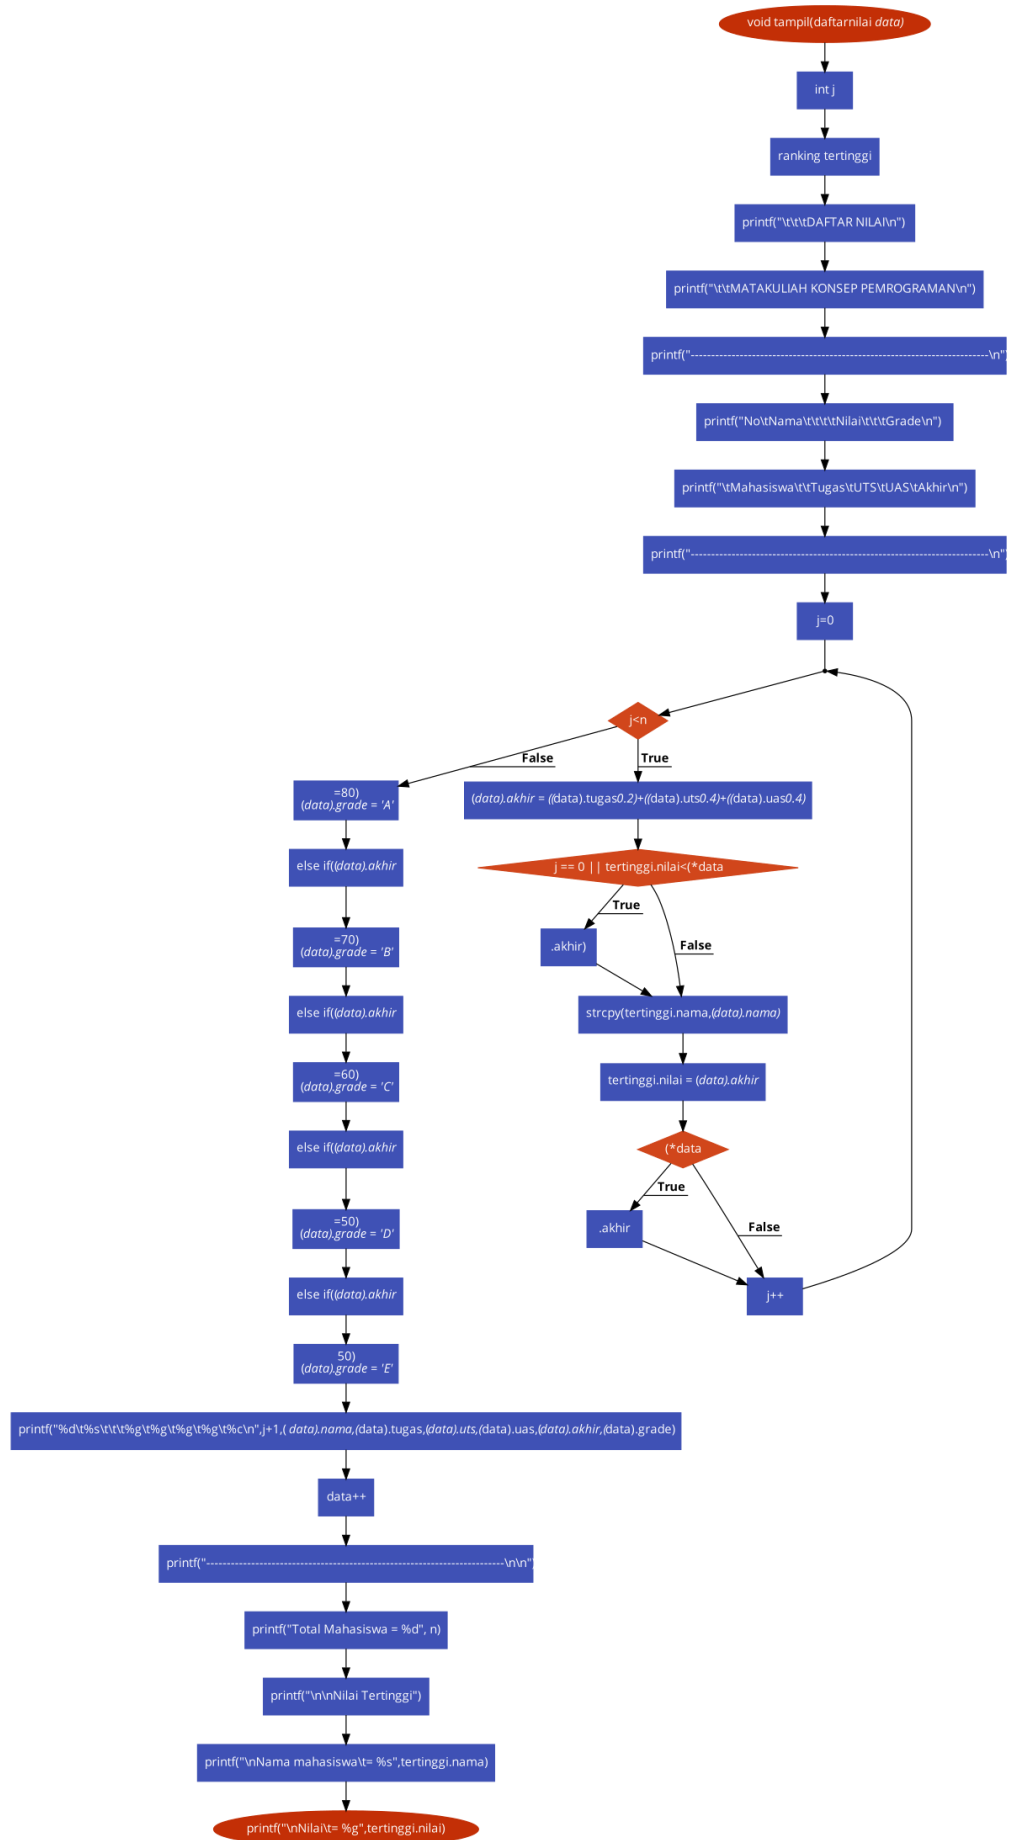 void tampil(daftarnilai data)
int j
ranking tertinggi
printf("\t\t\tDAFTAR NILAI\n")
printf("\t\tMATAKULIAH KONSEP PEMROGRAMAN\n")
printf("-------------------------------------------------------------------------\n")
printf("No\tNama\t\t\t\tNilai\t\t\tGrade\n")
printf("\tMahasiswa\t\tTugas\tUTS\tUAS\tAkhir\n")
printf("-------------------------------------------------------------------------\n")
j=0
j<n
False
True
=80)
(data).grade = 'A'
(data).akhir = ((data).tugas0.2)+((data).uts0.4)+((data).uas0.4)
else if((data).akhir
j == 0 || tertinggi.nilai<(*data
True
False
=70)
(data).grade = 'B'
.akhir)
else if((data).akhir
strcpy(tertinggi.nama,(data).nama)
=60)
(data).grade = 'C'
tertinggi.nilai = (data).akhir
else if((data).akhir
(*data
True
False
=50)
(data).grade = 'D'
.akhir
else if((data).akhir
j++
50)
(data).grade = 'E'
printf("%d\t%s\t\t\t%g\t%g\t%g\t%g\t%c\n",j+1,( data).nama,(data).tugas,(data).uts,(data).uas,(data).akhir,(data).grade)
data++
printf("-------------------------------------------------------------------------\n\n")
printf("Total Mahasiswa = %d", n)
printf("\n\nNilai Tertinggi")
printf("\nNama mahasiswa\t= %s",tertinggi.nama)
printf("\nNilai\t= %g",tertinggi.nilai)